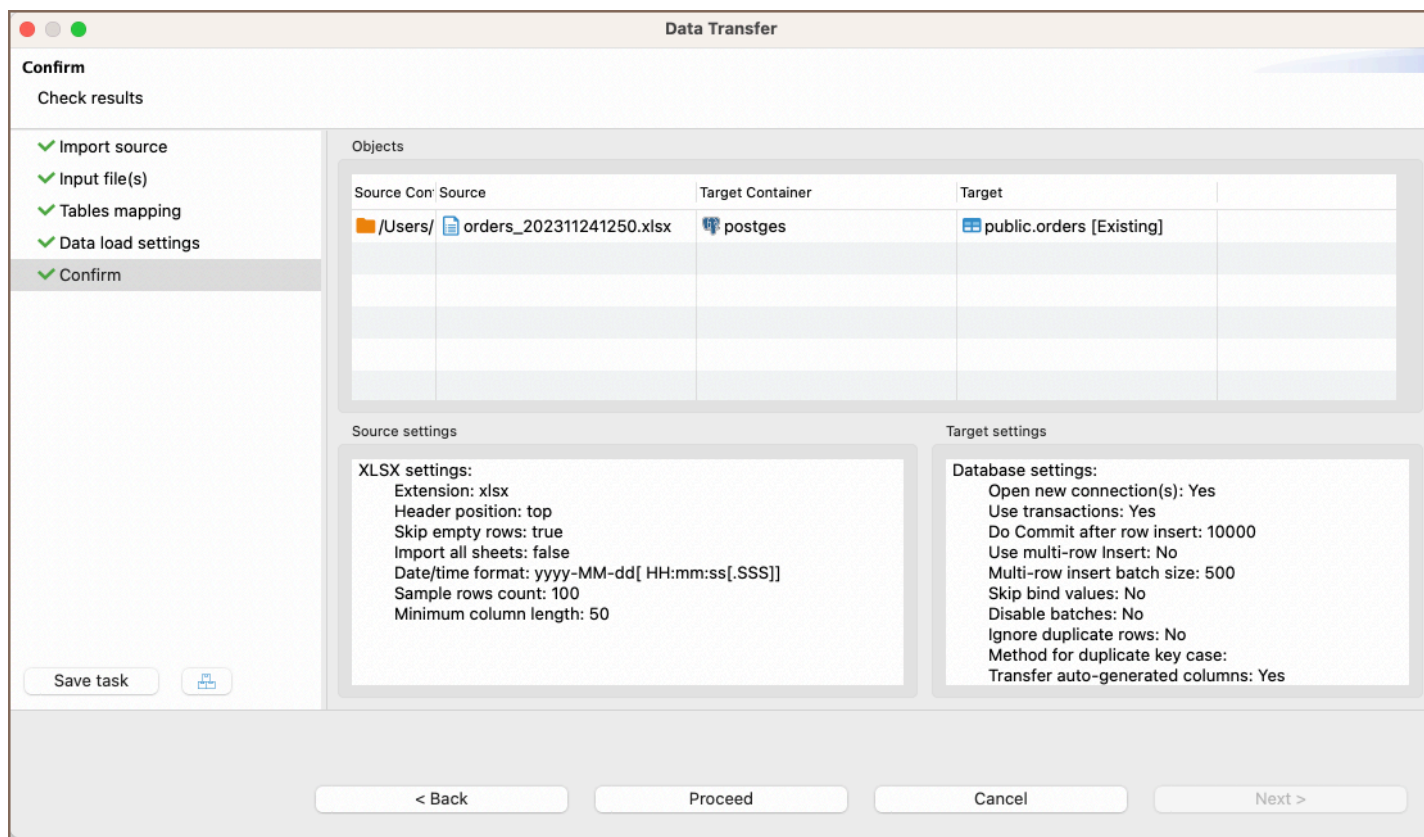 Data Transfer
Confirm
Check results
Import source
Input file(s)
Tables mapping
Data load settings
Confirm
Save task
Objects
Source Con Source Target Container Target
/Users/ orders_202311241250.xlsx postges public.orders [Existing]
Source settings
XLSX settings:
Extension: xlsx
Header position: top
Skip empty rows: true
Import all sheets: false
Date/time format: yyyy-MM-dd[ HH:mm:ss[.SSS]]
Sample rows count: 100
Minimum column length: 50
Target settings
Database settings:
Open new connection(s): Yes
Use transactions: Yes
Do Commit after row insert: 10000
Use multi-row Insert: No
Multi-row insert batch size: 500
Skip bind values: No
Disable batches: No
Ignore duplicate rows: No
Method for duplicate key case:
Transfer auto-generated columns: Yes
< Back Proceed Cancel Next >